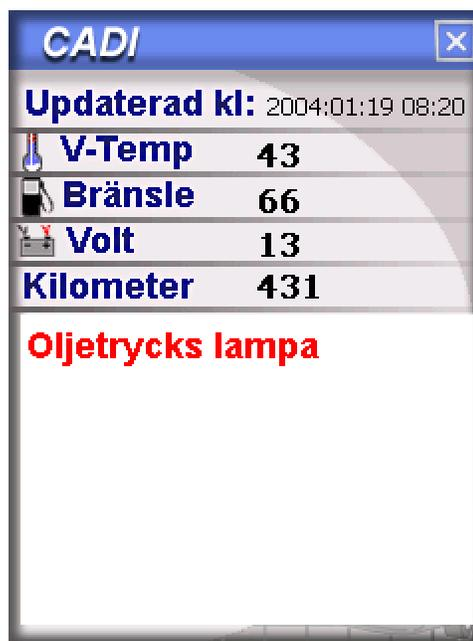 CADI
Updaterad kl: 2004:01:19 08:20
V-Temp 43
Bränsle 66
Volt 13
Kilometer 431
Oljetrycks lampa